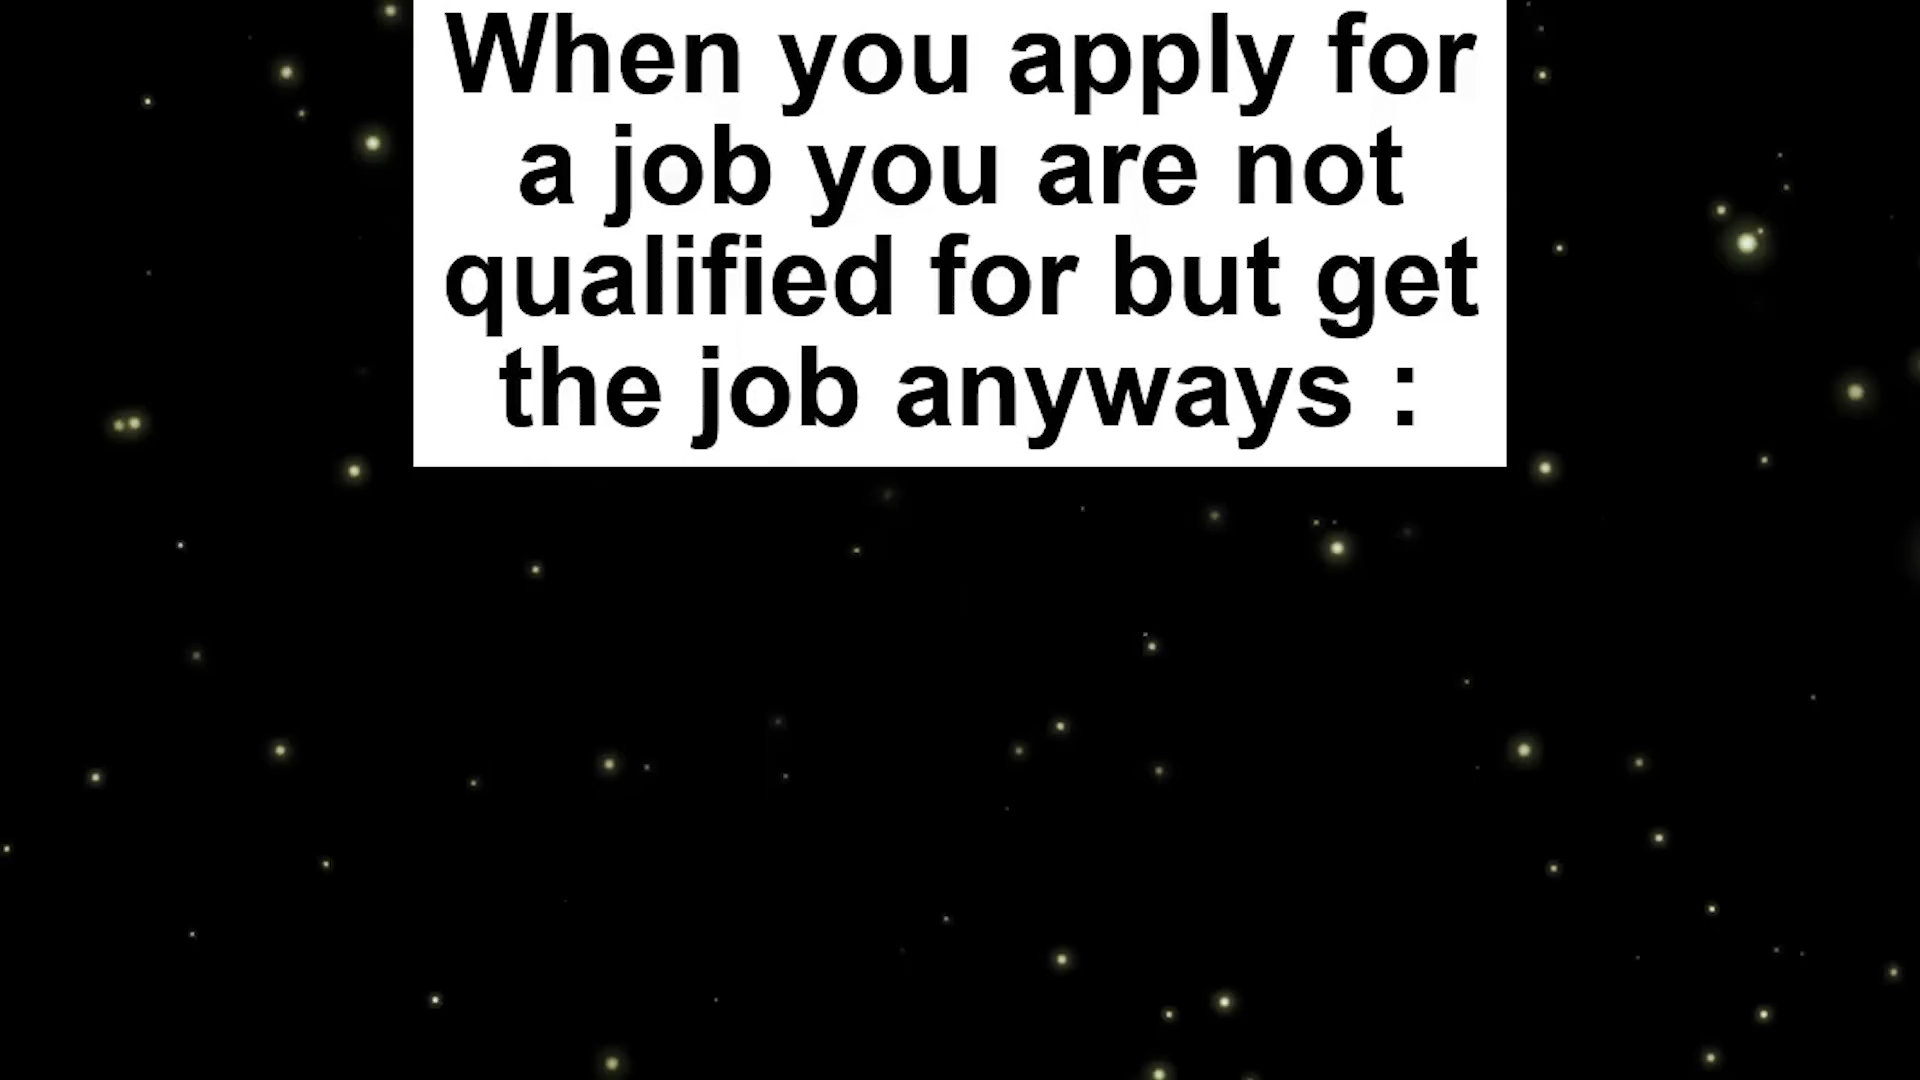 When you apply for
a job you are not
qualified for but get
the job anyways :